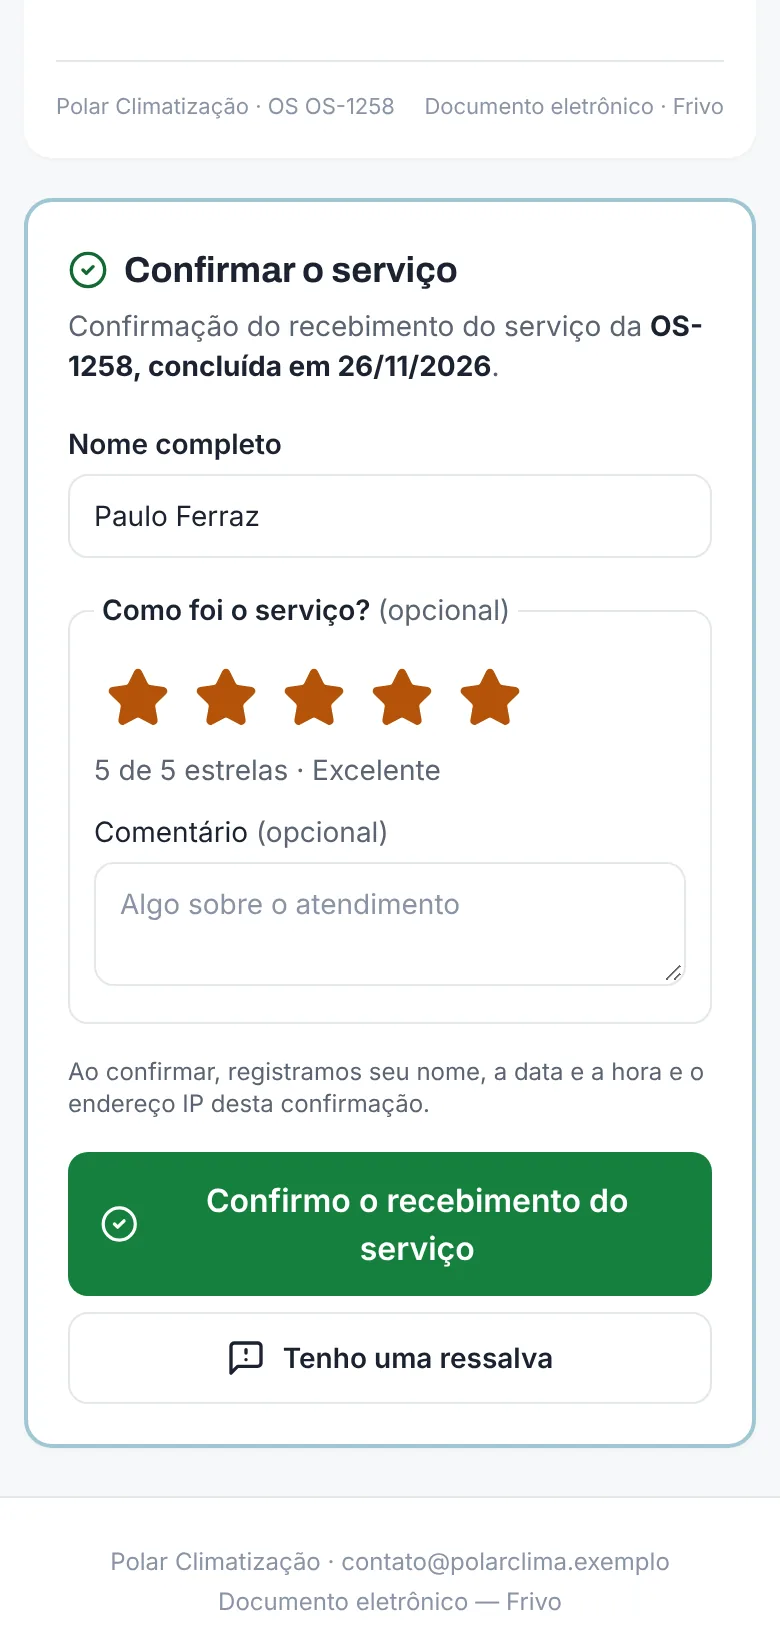 Polar Climatização · OS OS-1258 Documento eletrônico · Frivo
Confirmar o serviço
Confirmação do recebimento do serviço da OS-
1258, concluída em 26/11/2026.
Nome completo
Paulo Ferraz
Como foi o serviço? (opcional)
5 de 5 estrelas · Excelente
Comentário (opcional)
Algo sobre o atendimento
Ao confirmar, registramos seu nome, a data e a hora e o
endereço IP desta confirmação.
Confirmo o recebimento do
serviço
Tenho uma ressalva
Polar Climatização · contato@polarclima.exemplo
Documento eletrônico — Frivo